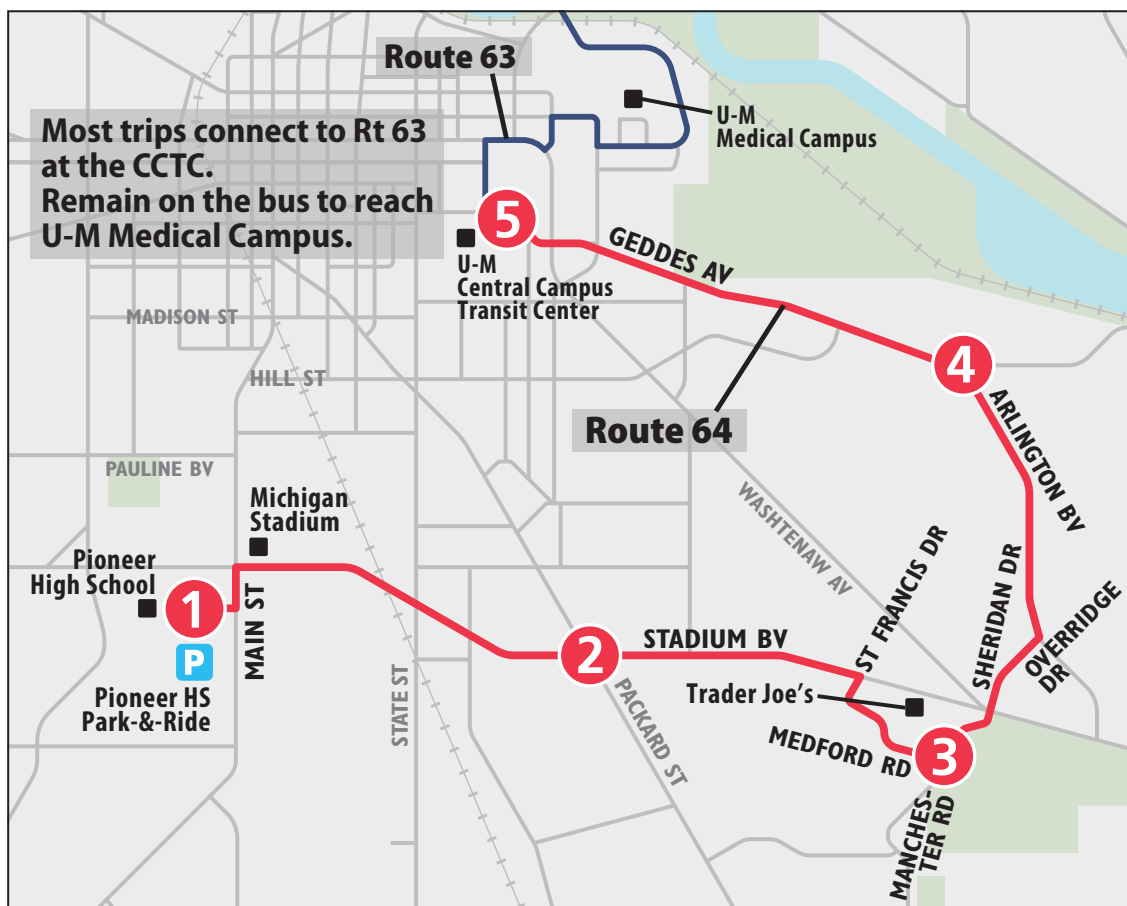 Route 63
Most trips connect to Rt 63
at the CCTC.
Remain on the bus to reach
U-M Medical Campus.
U-M
Medical Campus
5
U-M
Central Campus
Transit Center
GEDDES AV
MADISON ST
HILL ST
4
Route 64
ARLINGTON BV
PAULINE BV
Michigan
Stadium
WASHTENAW AV
Pioneer
High School
1
P
Pioneer HS
Park-&-Ride
MAIN ST
STATE ST
2
STADIUM BV
PACKARD ST
ST FRANCIS DR
SHERIDAN DR
OVERRIDGE
DR
Trader Joe's
MEDFORD RD
3
MANCHES-
TER RD